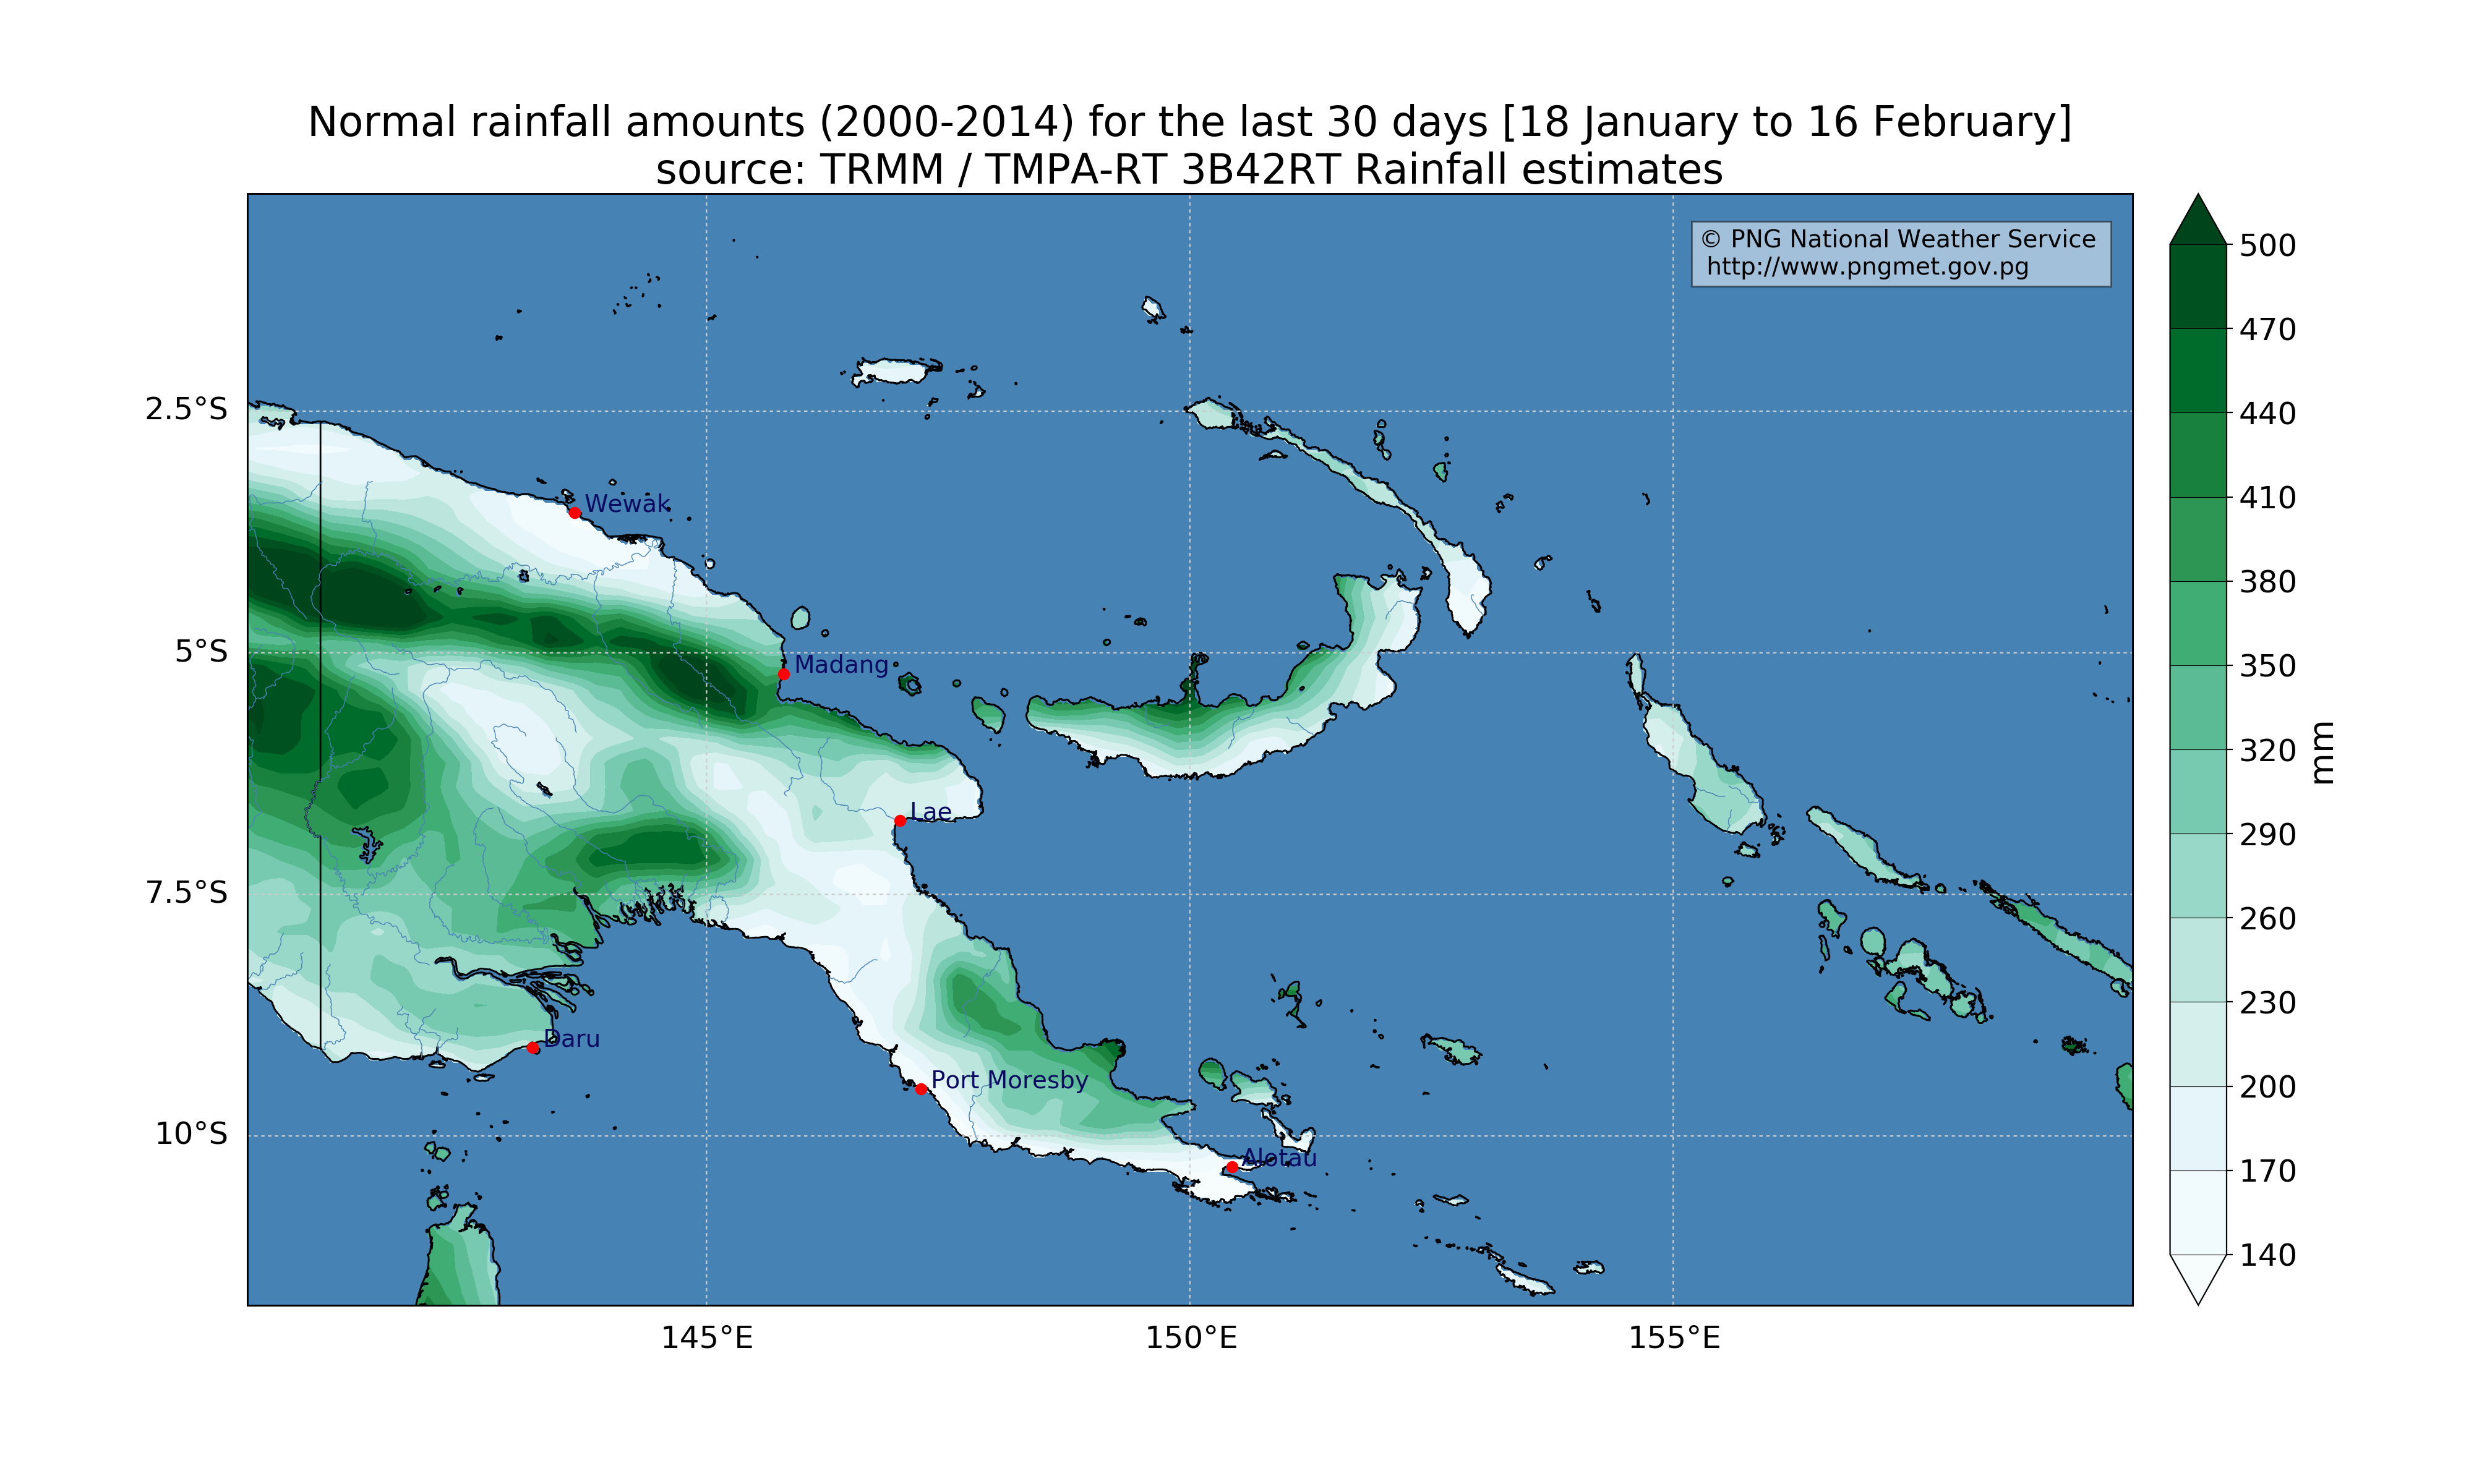 Normal rainfall amounts (2000-2014) for the last 30 days [18 January to 16 February]
source: TRMM / TMPA-RT 3B42RT Rainfall estimates
© PNG National Weather Service
http://www.pngmet.gov.pg
500
470
440
410
380
350
320
290
260
230
200
170
140
mm
2.5°S
5°S
7.5°S
10°S
Wewak
Madang
Lae
Daru
Port Moresby
Alotau
145°E
150°E
155°E